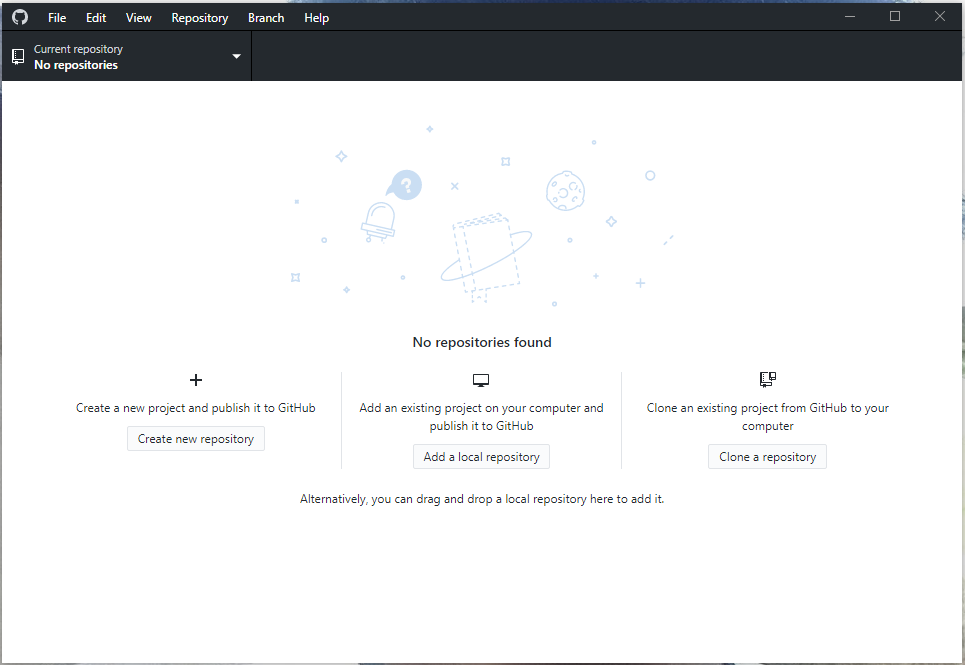 File Edit View Repository Branch Help
Current repository
No repositories
?
No repositories found
Create a new project and publish it to GitHub
Create new repository
Add an existing project on your computer and
publish it to GitHub
Add a local repository
Clone an existing project from GitHub to your
computer
Clone a repository
Alternatively, you can drag and drop a local repository here to add it.